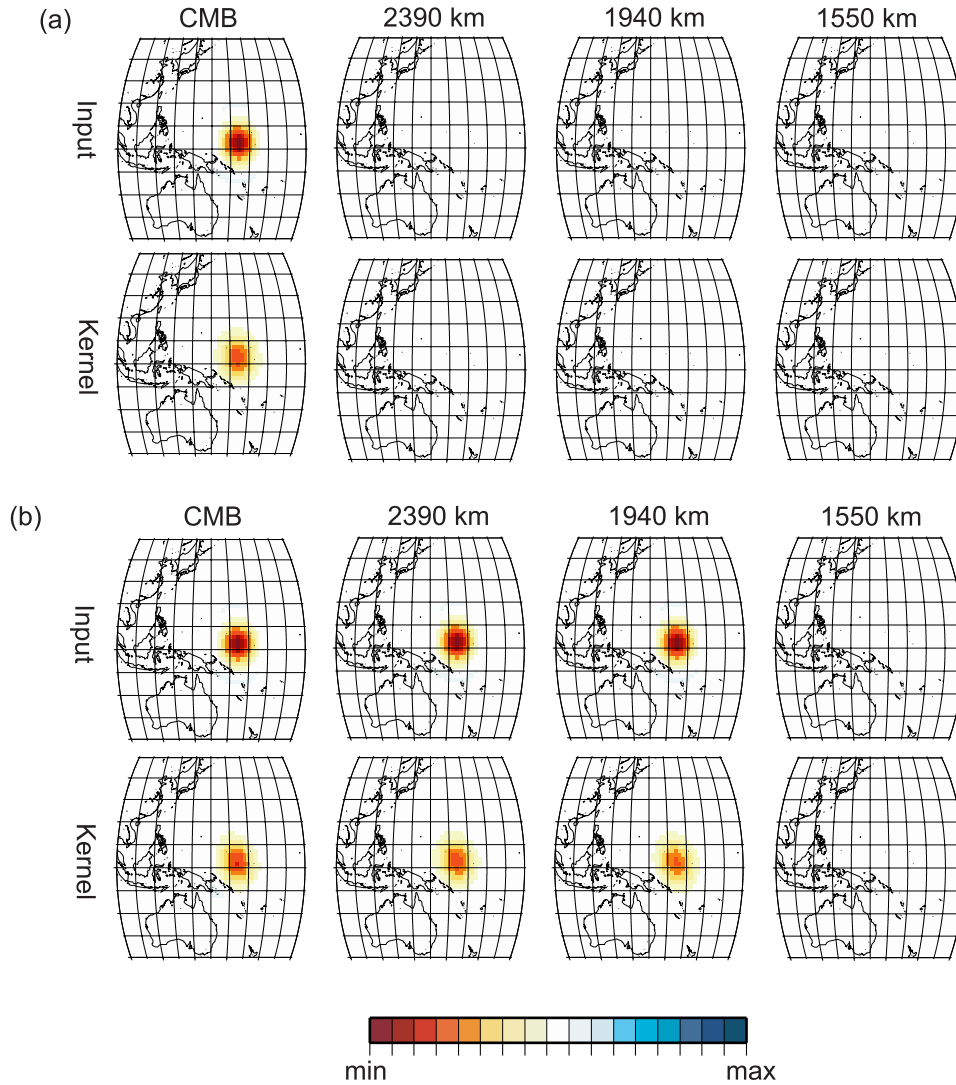 (a) CMB 2390 km 1940 km 1550 km
Input
Kernel
(b) CMB 2390 km 1940 km 1550 km
Input
Kernel
min max